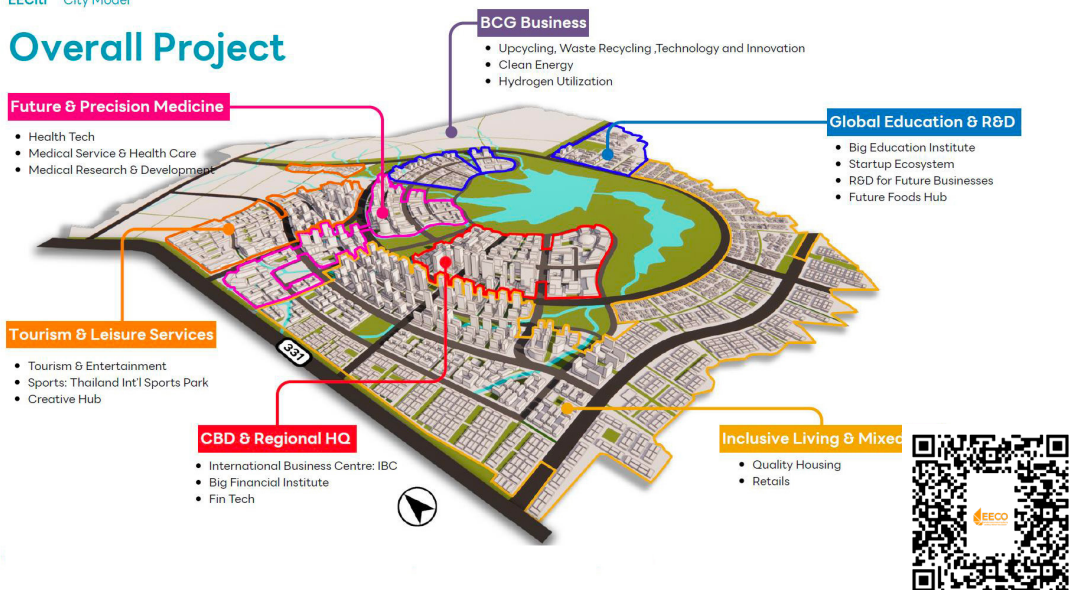 EECiti City Model
Overall Project
BCG Business
Upcycling, Waste Recycling ,Technology and Innovation
Clean Energy
Hydrogen Utilization
Future & Precision Medicine
Health Tech
Medical Service & Health Care
Medical Research & Development
Global Education & R&D
Big Education Institute
Startup Ecosystem
R&D for Future Businesses
Future Foods Hub
Tourism & Leisure Services
Tourism & Entertainment
Sports: Thailand Int'l Sports Park
Creative Hub
331
CBD & Regional HQ
International Business Centre: IBC
Big Financial Institute
Fin Tech
Inclusive Living & Mixed
Quality Housing
Retails
EECO